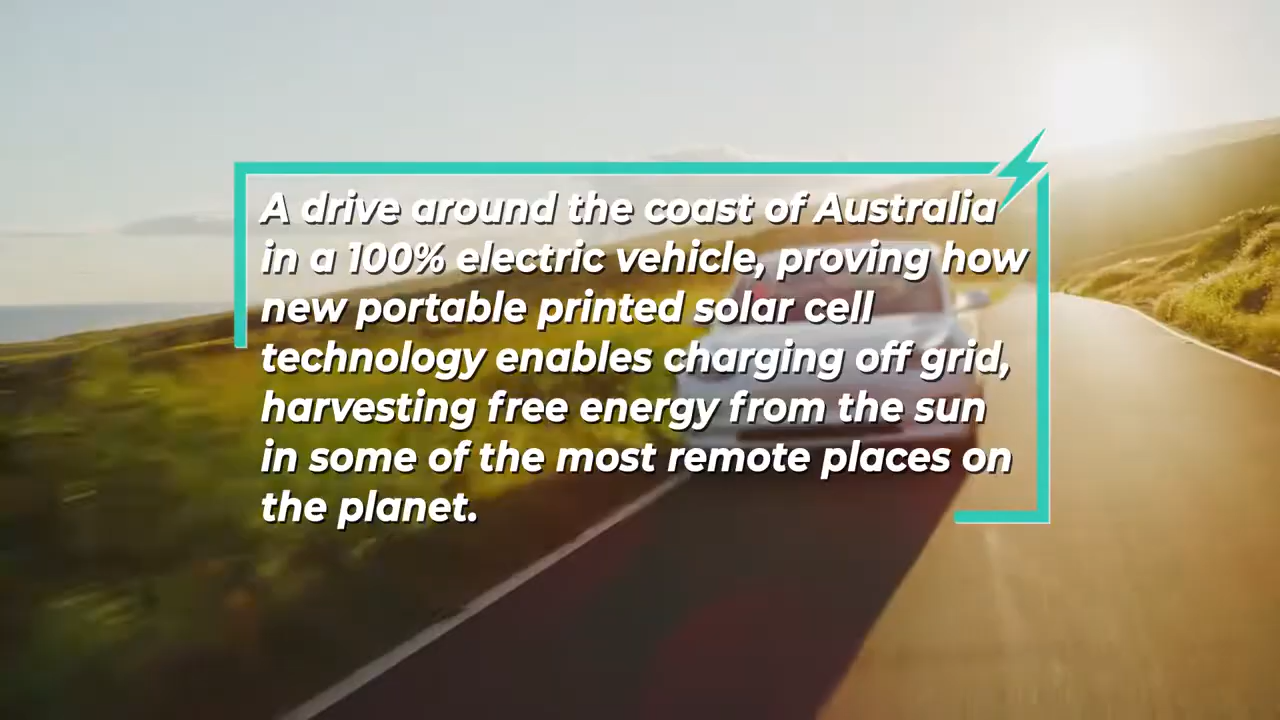 A drive around the coast of Australia
in a 100% electric vehicle, proving how
new portable printed solar cell
technology enables charging off grid,
harvesting free energy from the sun
in some of the most remote places on
the planet.